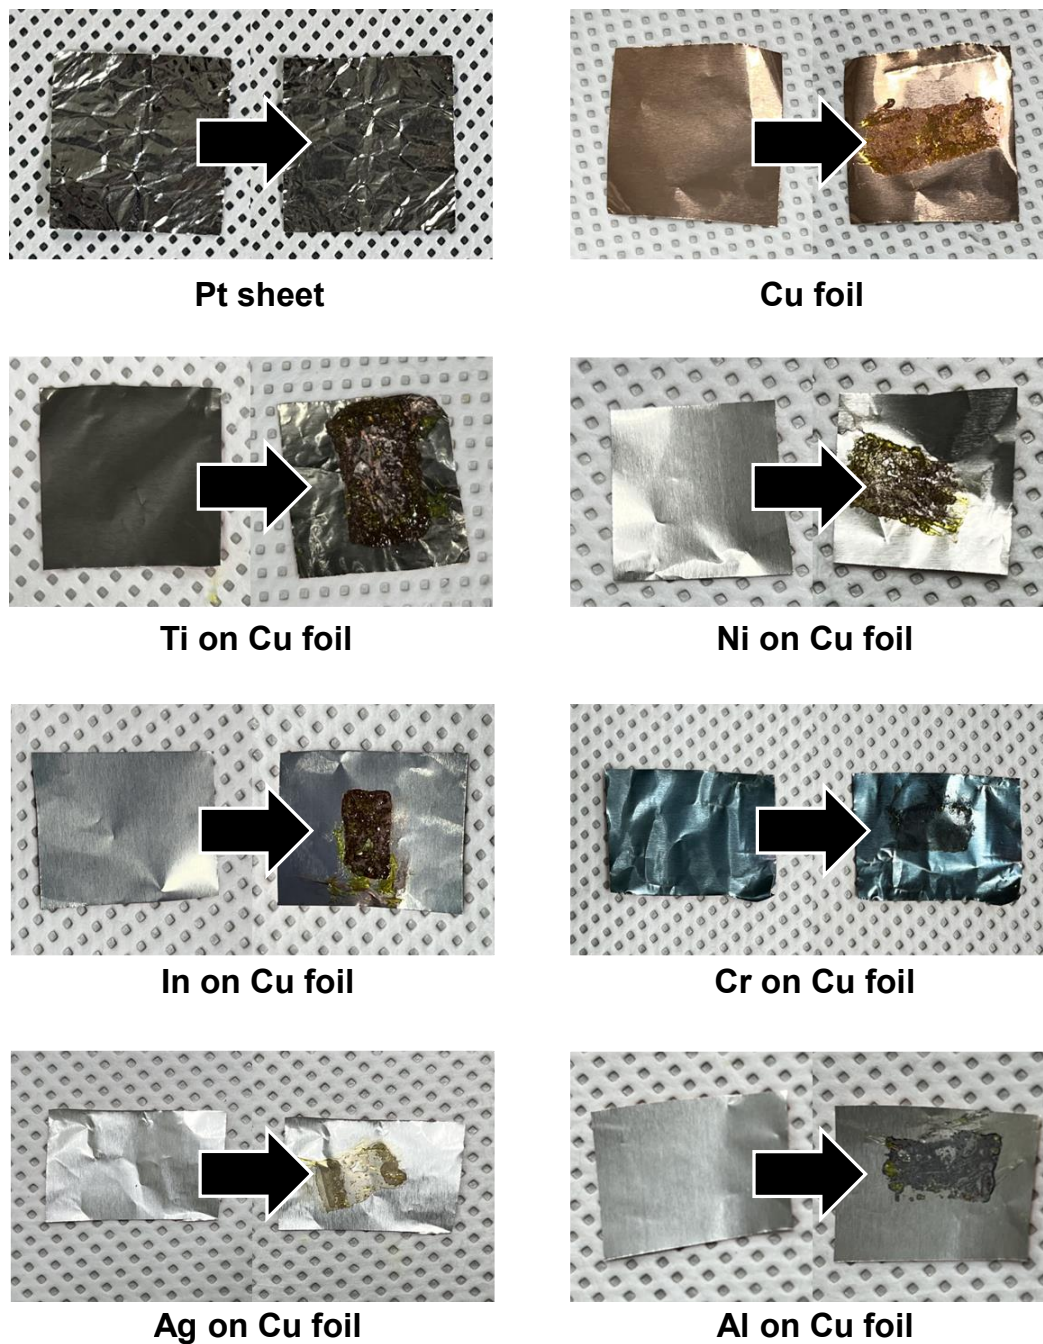 Pt sheet
Cu foil
Ti on Cu foil
Ni on Cu foil
In on Cu foil
Cr on Cu foil
Ag on Cu foil
Al on Cu foil